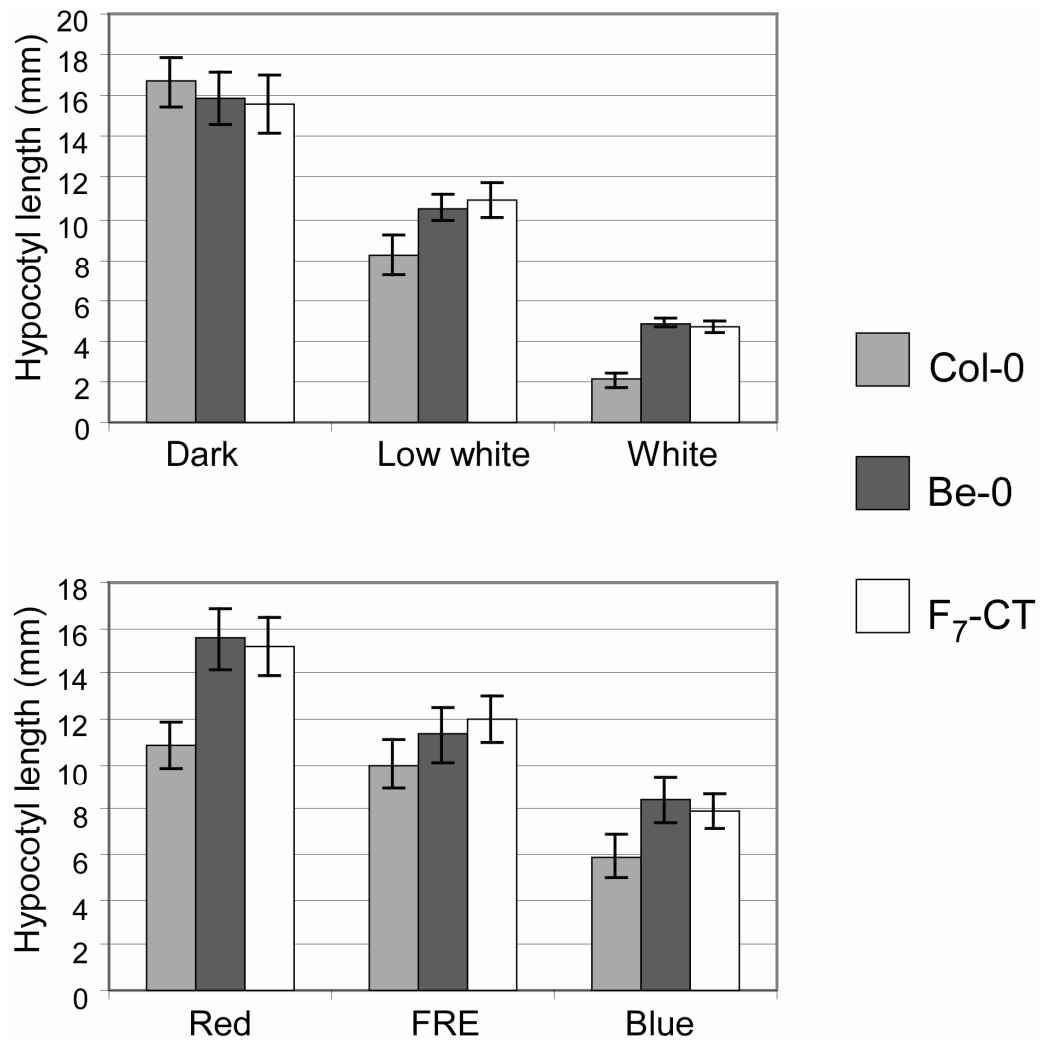 Hypocotyl length (mm)
20
18
16
14
12
10
8
6
4
2
0
Dark
Low white
White
Col-0
Be-0
F₇-CT
Hypocotyl length (mm)
18
16
14
12
10
8
6
4
2
0
Red
FRE
Blue